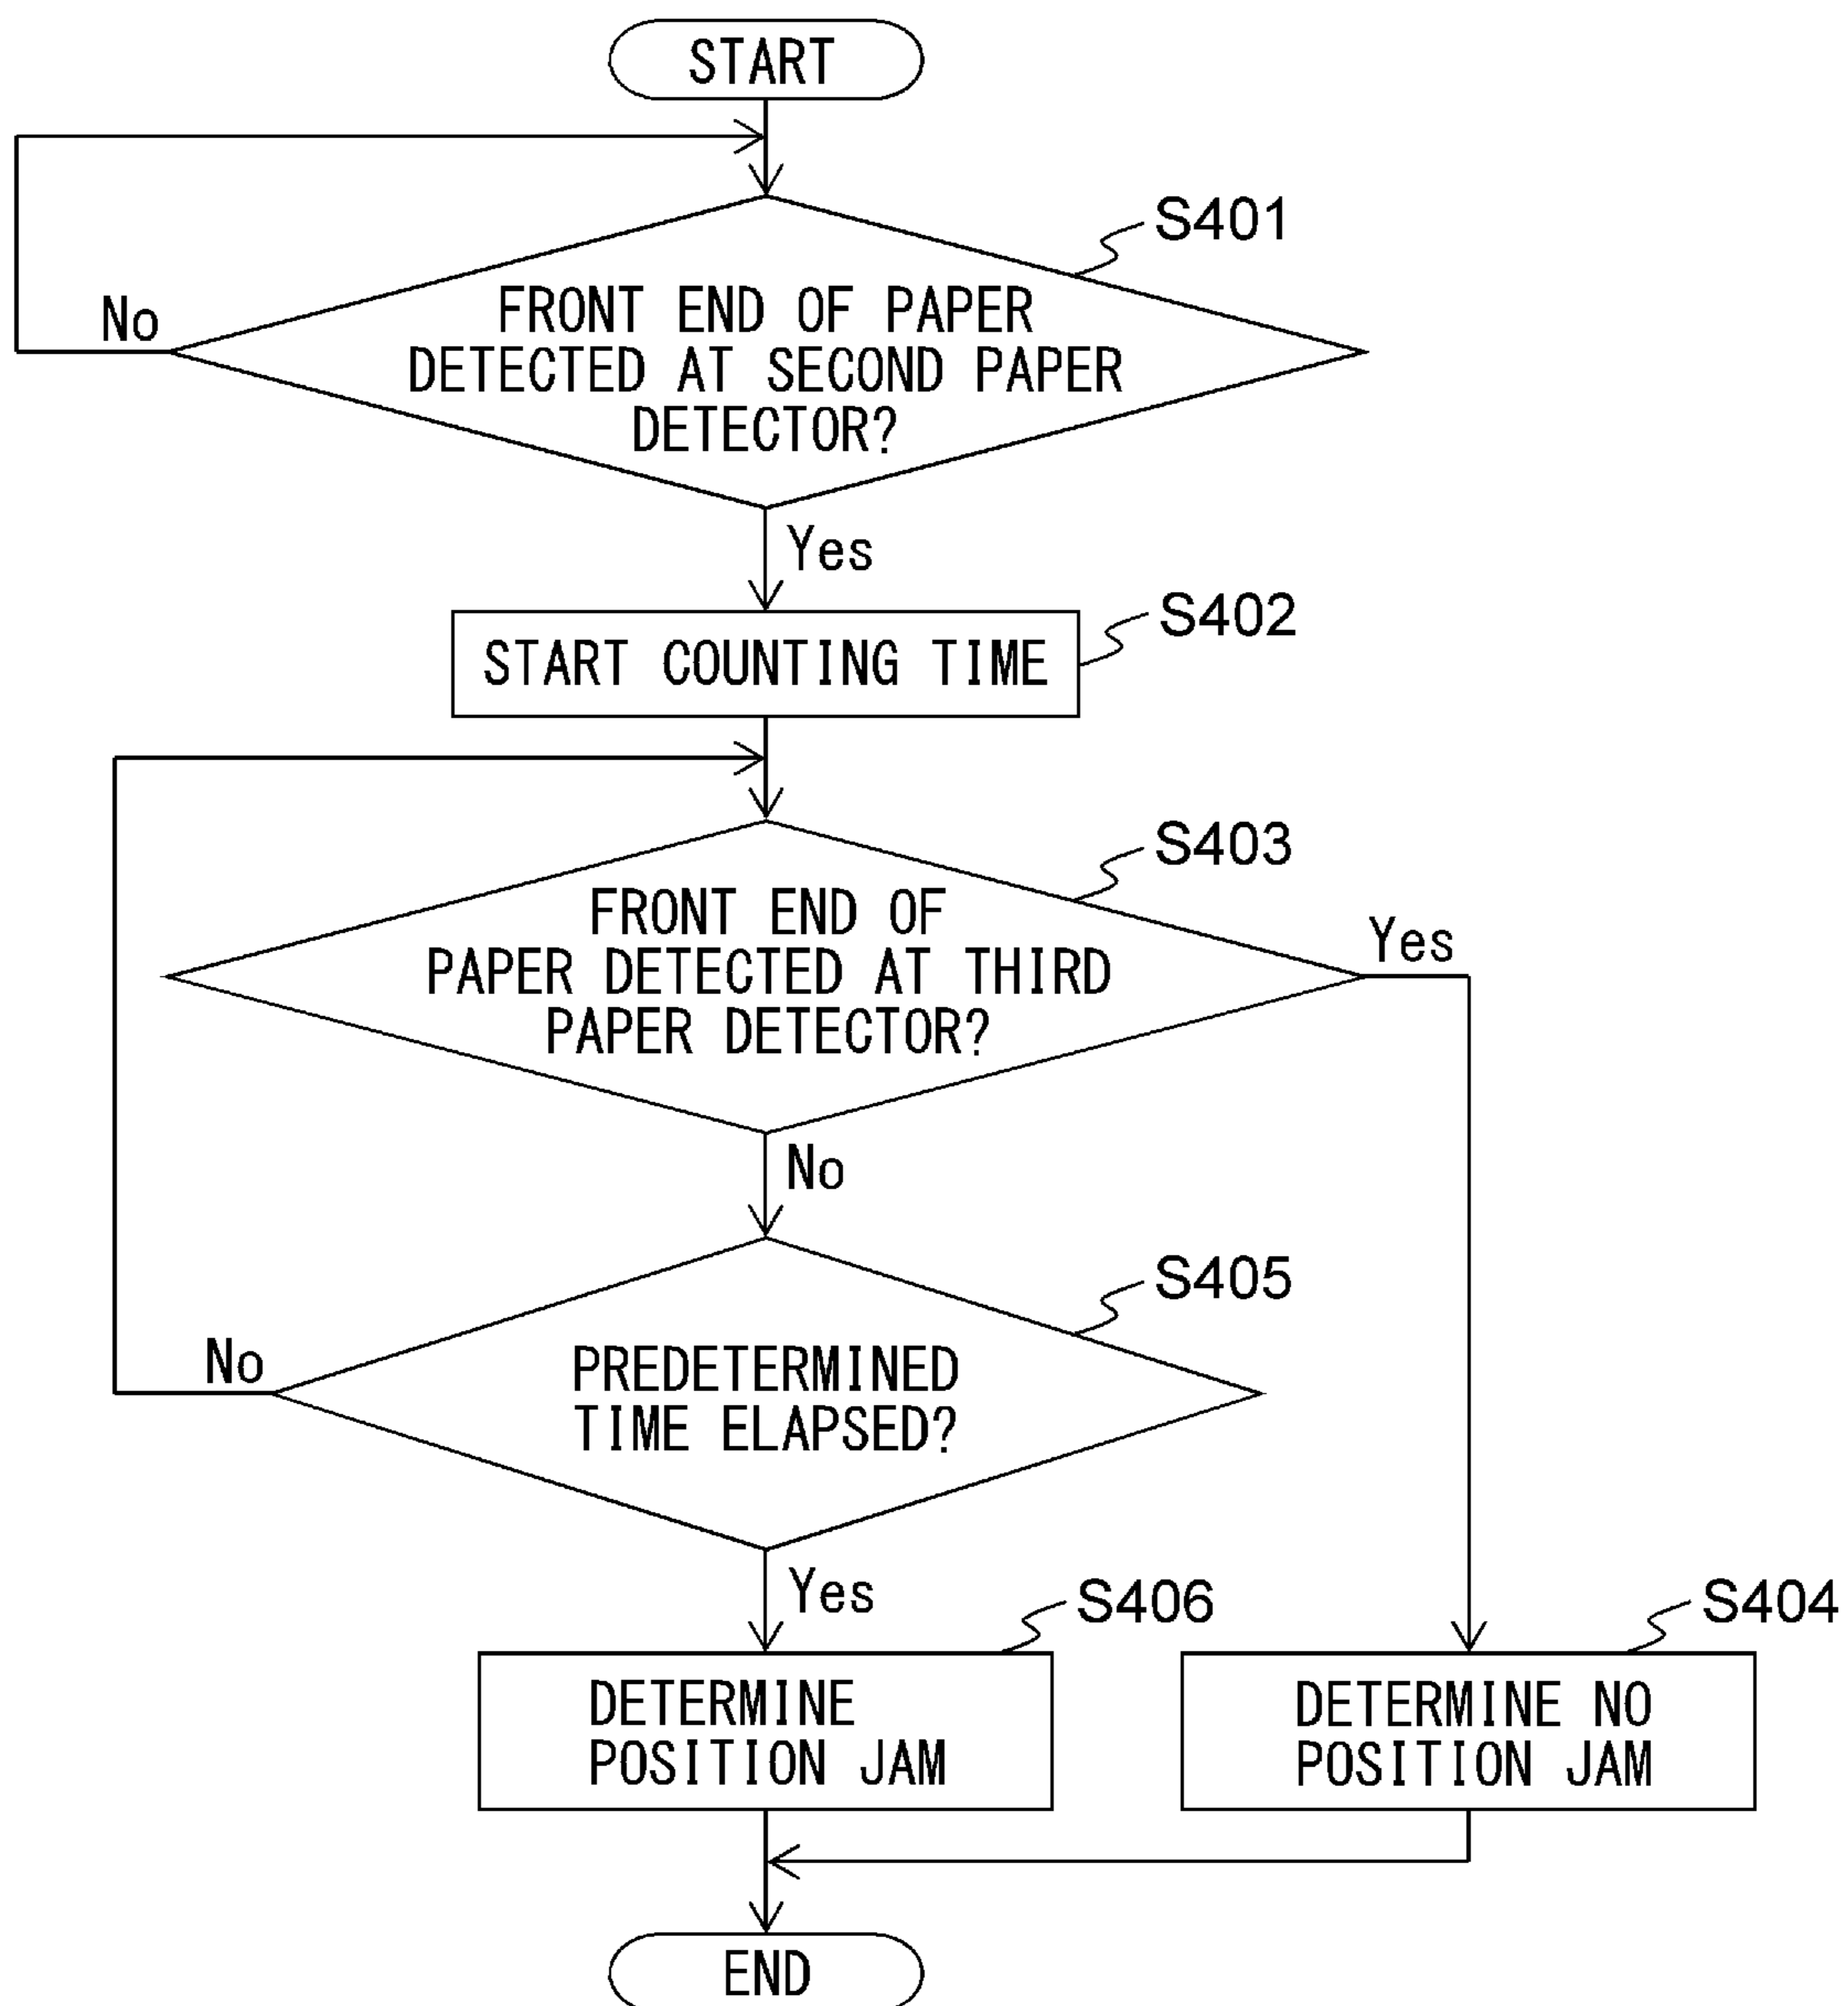 START
S401
No
FRONT END OF PAPER
DETECTED AT SECOND PAPER
DETECTOR?
Yes
S402
START COUNTING TIME
S403
FRONT END OF
PAPER DETECTED AT THIRD
PAPER DETECTOR?
Yes
No
S405
No
PREDETERMINED
TIME ELAPSED?
Yes
S406
S404
DETERMINE
POSITION JAM
DETERMINE NO
POSITION JAM
END